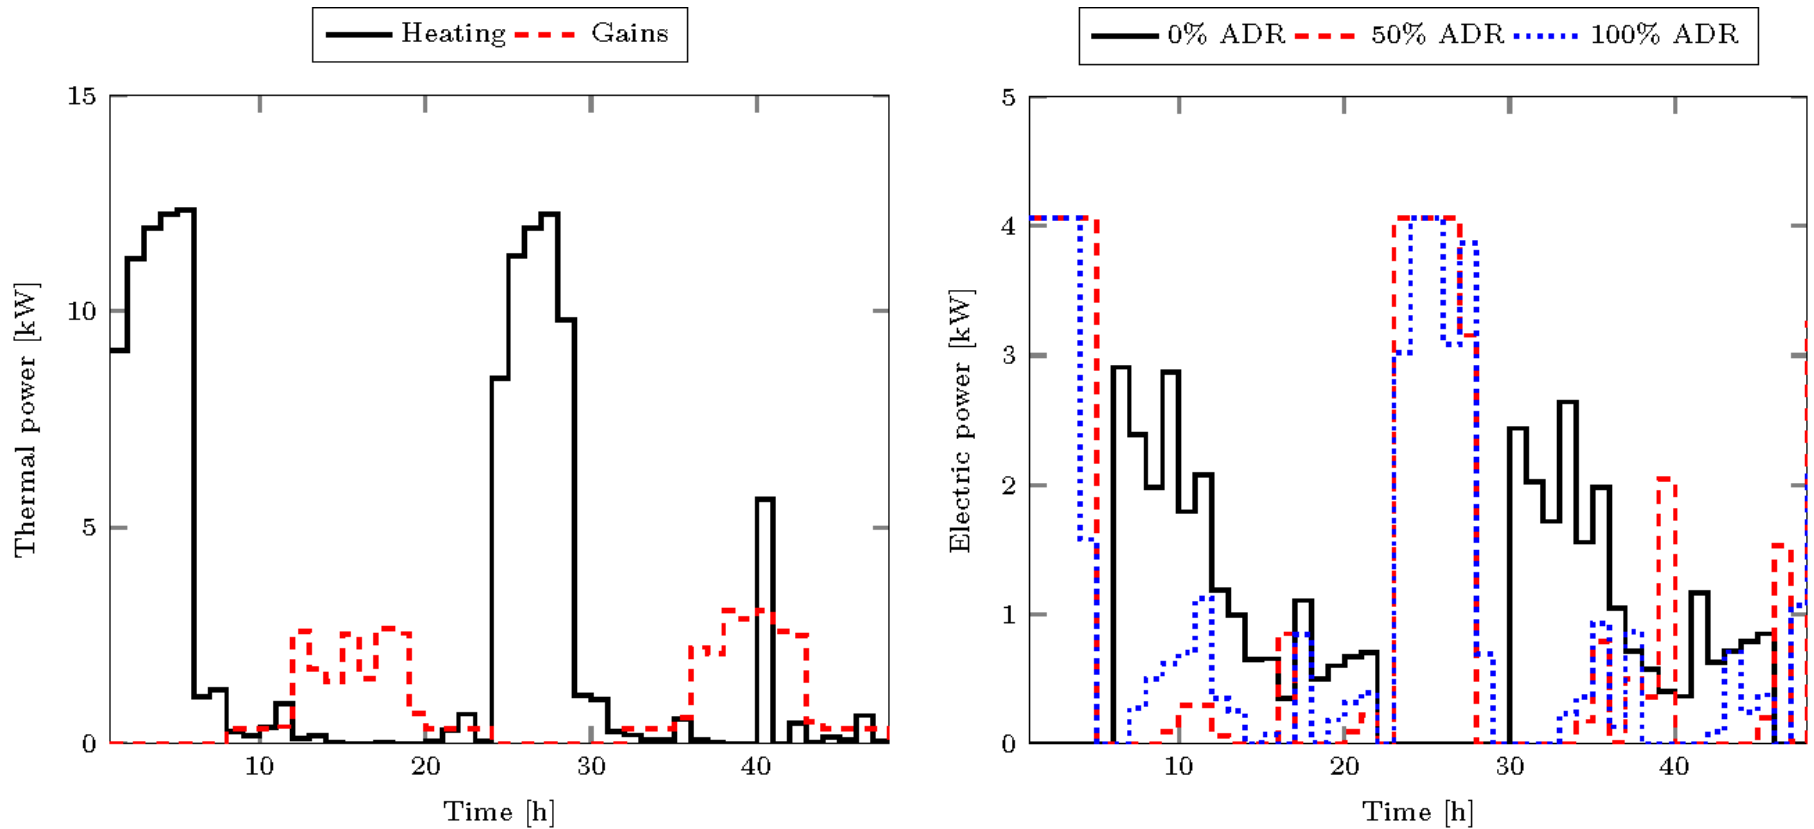 Heating Gains
15
10
5
0
10 20 30 40
Thermal power [kW]
Time [h]
0% ADR 50% ADR 100% ADR
5
4
3
2
1
0
10 20 30 40
Electric power [kW]
Time [h]